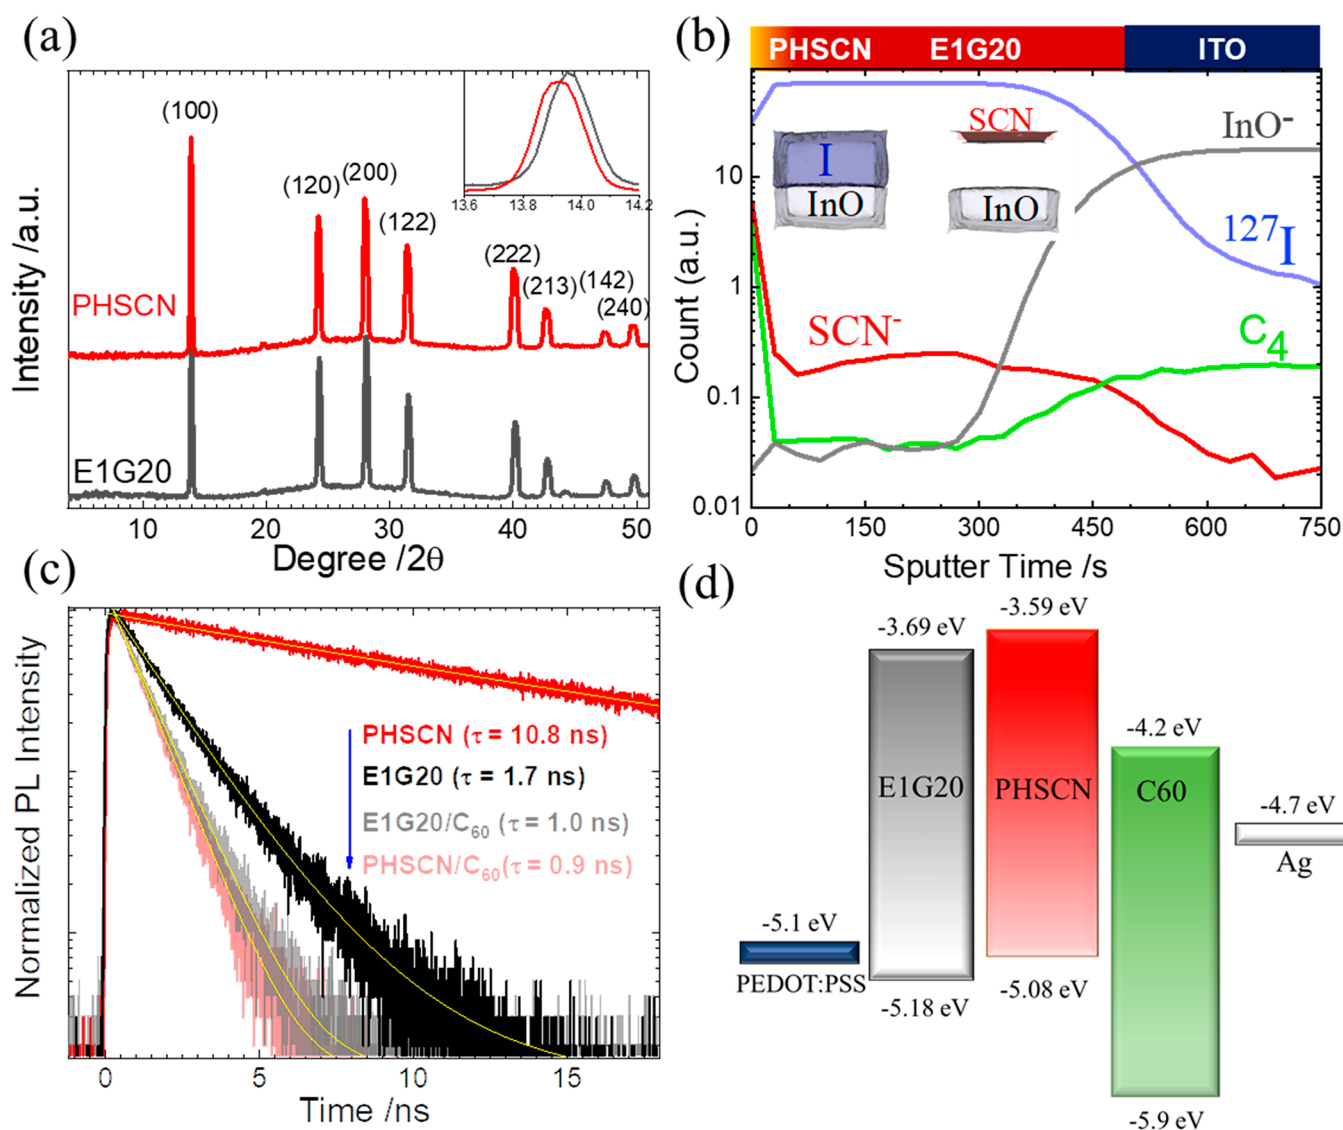 (a)
Intensity /a.u.
(100)
(120)
(200)
(122)
(222)
(213)
(142)
(240)
PHSCN
E1G20
13.6 13.8 14.0 14.2
10 20 30 40 50
Degree /2θ
(b)
PHSCN E1G20 ITO
Count (a.u.)
10
1
0.1
0.01
I
InO
SCN
InO
InO⁻
¹²⁷I
SCN⁻
C₄
0 150 300 450 600 750
Sputter Time /s
(c)
Normalized PL Intensity
PHSCN (τ = 10.8 ns)
E1G20 (τ = 1.7 ns)
E1G20/C₆₀ (τ = 1.0 ns)
PHSCN/C₆₀(τ = 0.9 ns)
0 5 10 15
Time /ns
(d)
-3.59 eV
-3.69 eV
-4.2 eV
E1G20
PHSCN
C60
-4.7 eV
Ag
-5.1 eV
PEDOT:PSS
-5.18 eV
-5.08 eV
-5.9 eV